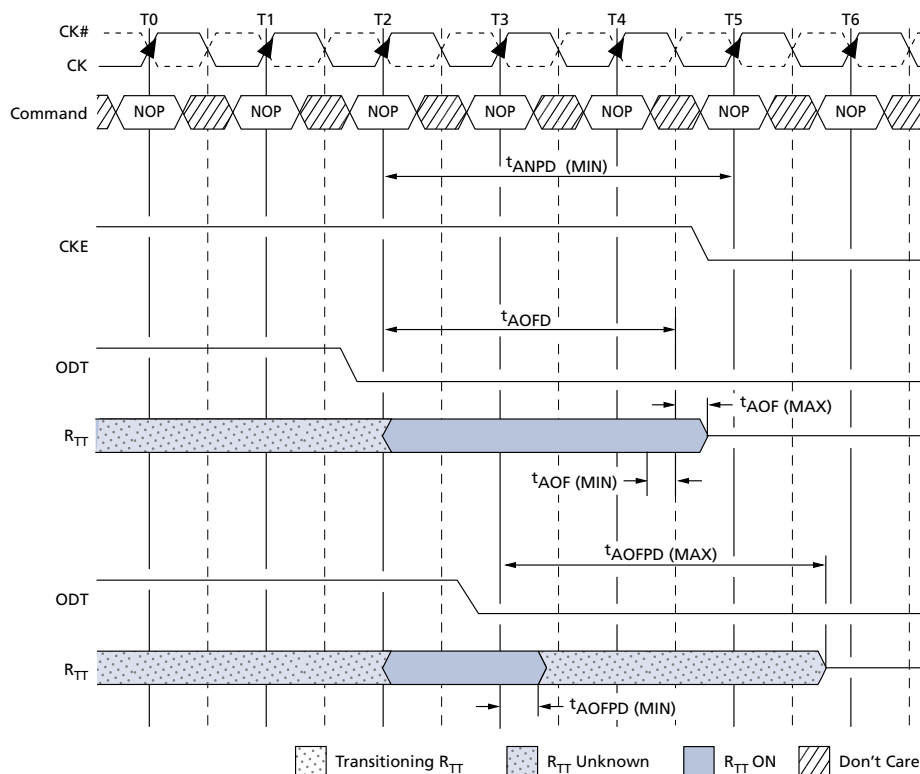 T0 T1 T2 T3 T4 T5 T6
CK#
CK
Command NOP NOP NOP NOP NOP NOP NOP
tANPD (MIN)
CKE
tAOFD
ODT
tAOF (MAX)
RTT
tAOF (MIN)
tAOFPD (MAX)
ODT
RTT
tAOFPD (MIN)
Transitioning RTT RTT Unknown RTT ON Don't Care